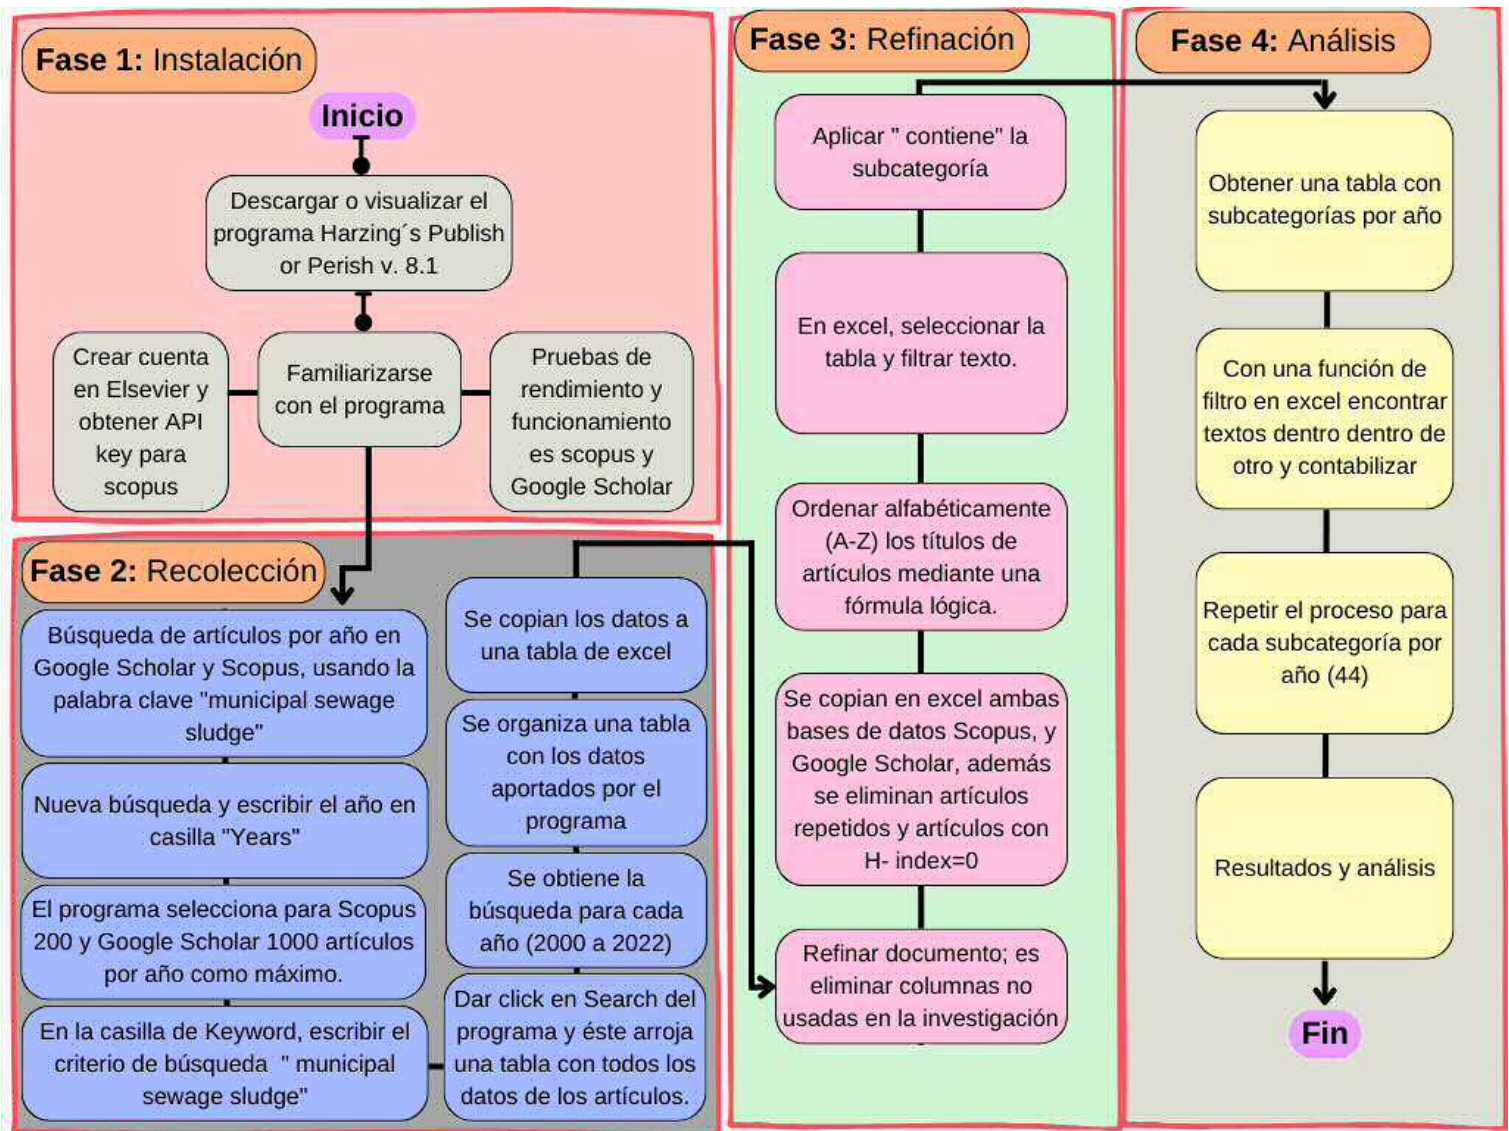 Fase 1: Instalación
Inicio
Descargar o visualizar el
programa Harzing´s Publish
or Perish v. 8.1
Crear cuenta
en Elsevier y
obtener API
key para
scopus
Familiarizarse
con el programa
Pruebas de
rendimiento y
funcionamiento
es scopus y
Google Scholar
Fase 2: Recolección
Búsqueda de artículos por año en
Google Scholar y Scopus, usando la
palabra clave "municipal sewage
sludge"
Nueva búsqueda y escribir el año en
casilla "Years"
El programa selecciona para Scopus
200 y Google Scholar 1000 artículos
por año como máximo.
En la casilla de Keyword, escribir el
criterio de búsqueda " municipal
sewage sludge"
Se copian los datos a
una tabla de excel
Se organiza una tabla
con los datos
aportados por el
programa
Se obtiene la
búsqueda para cada
año (2000 a 2022)
Dar click en Search del
programa y éste arroja
una tabla con todos los
datos de los artículos.
Fase 3: Refinación
Aplicar " contiene" la
subcategoría
En excel, seleccionar la
tabla y filtrar texto.
Ordenar alfabéticamente
(A-Z) los títulos de
artículos mediante una
fórmula lógica.
Se copian en excel ambas
bases de datos Scopus, y
Google Scholar, además
se eliminan artículos
repetidos y artículos con
H- index=0
Refinar documento; es
eliminar columnas no
usadas en la investigación
Fase 4: Análisis
Obtener una tabla con
subcategorías por año
Con una función de
filtro en excel encontrar
textos dentro dentro de
otro y contabilizar
Repetir el proceso para
cada subcategoría por
año (44)
Resultados y análisis
Fin